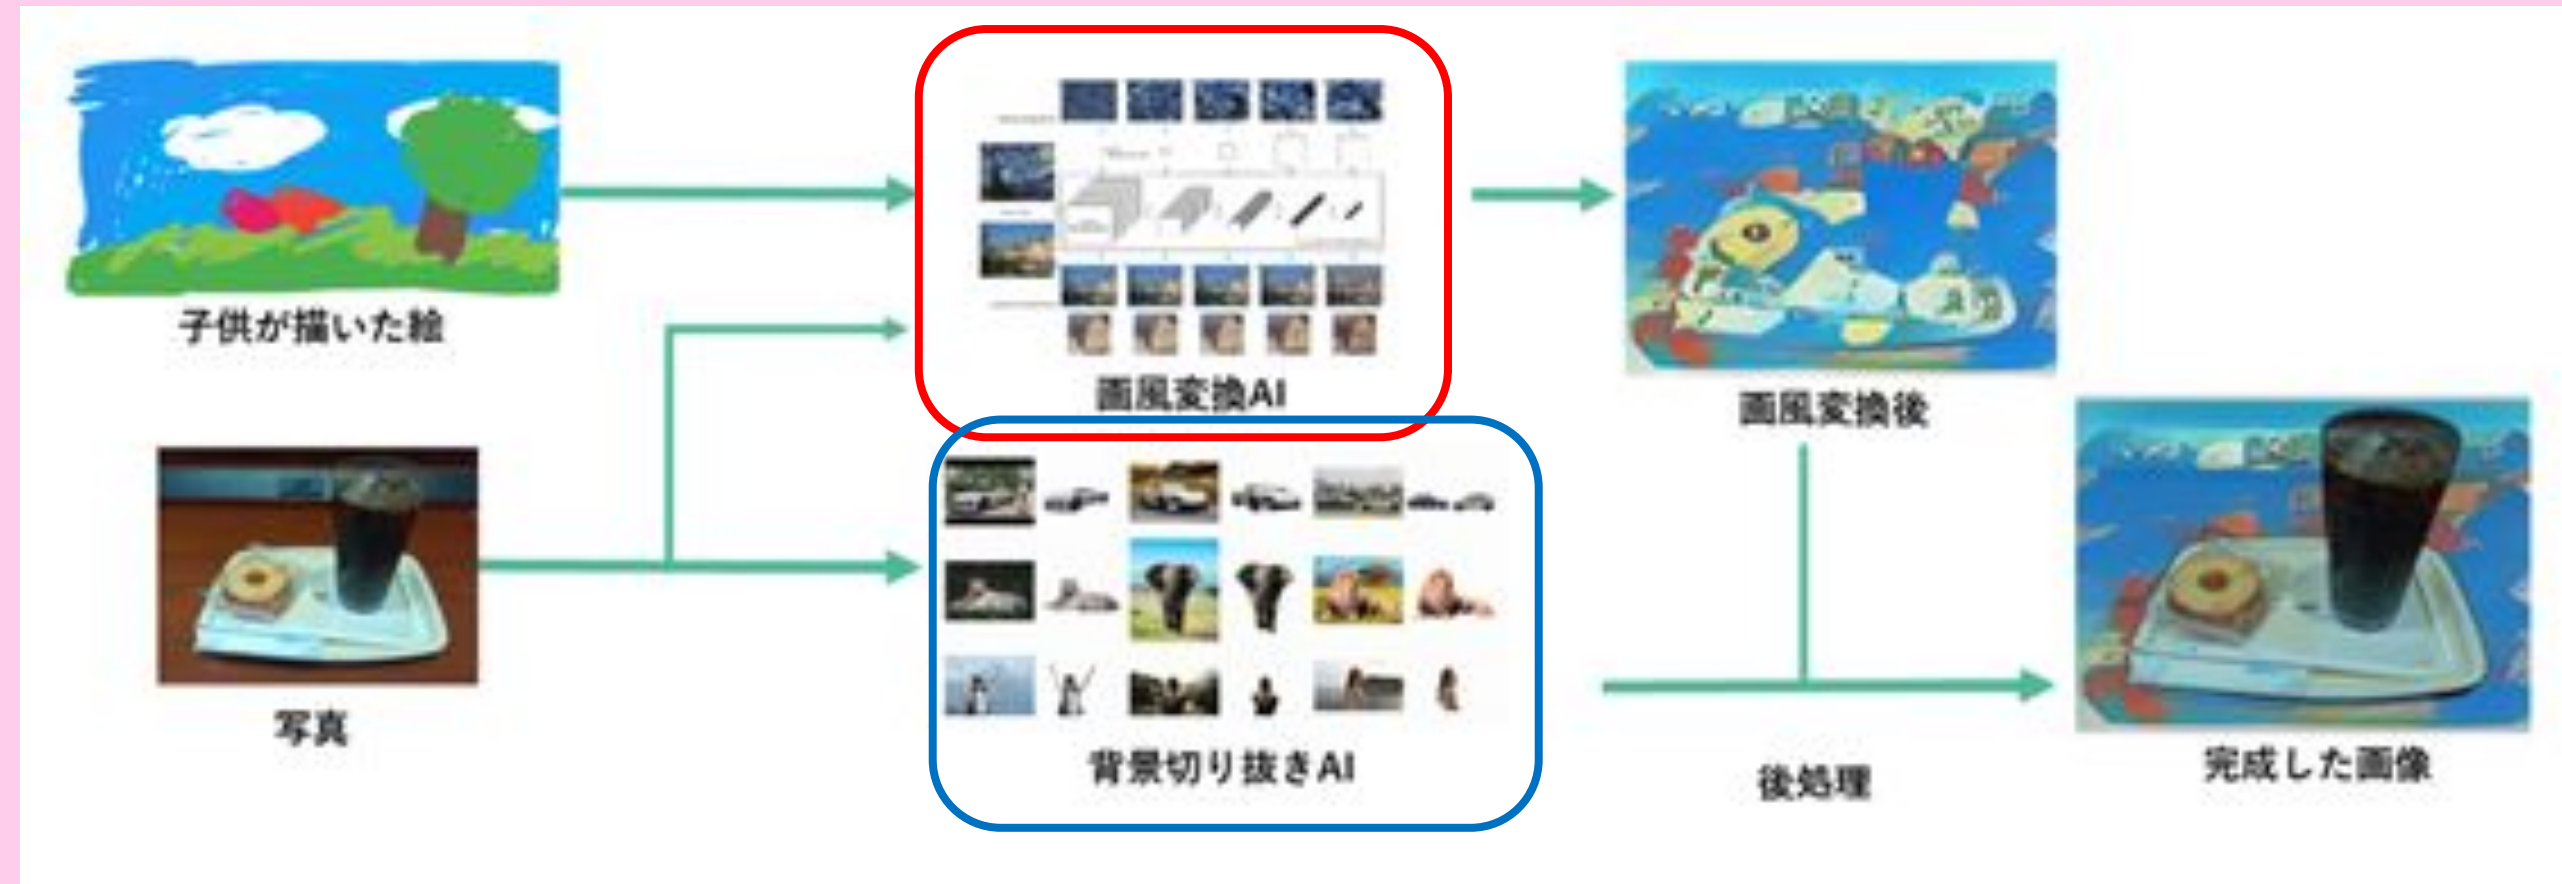 子供が描いた絵
画風変換AI
画風変換後
写真
背景切り抜きAI
後処理
完成した画像